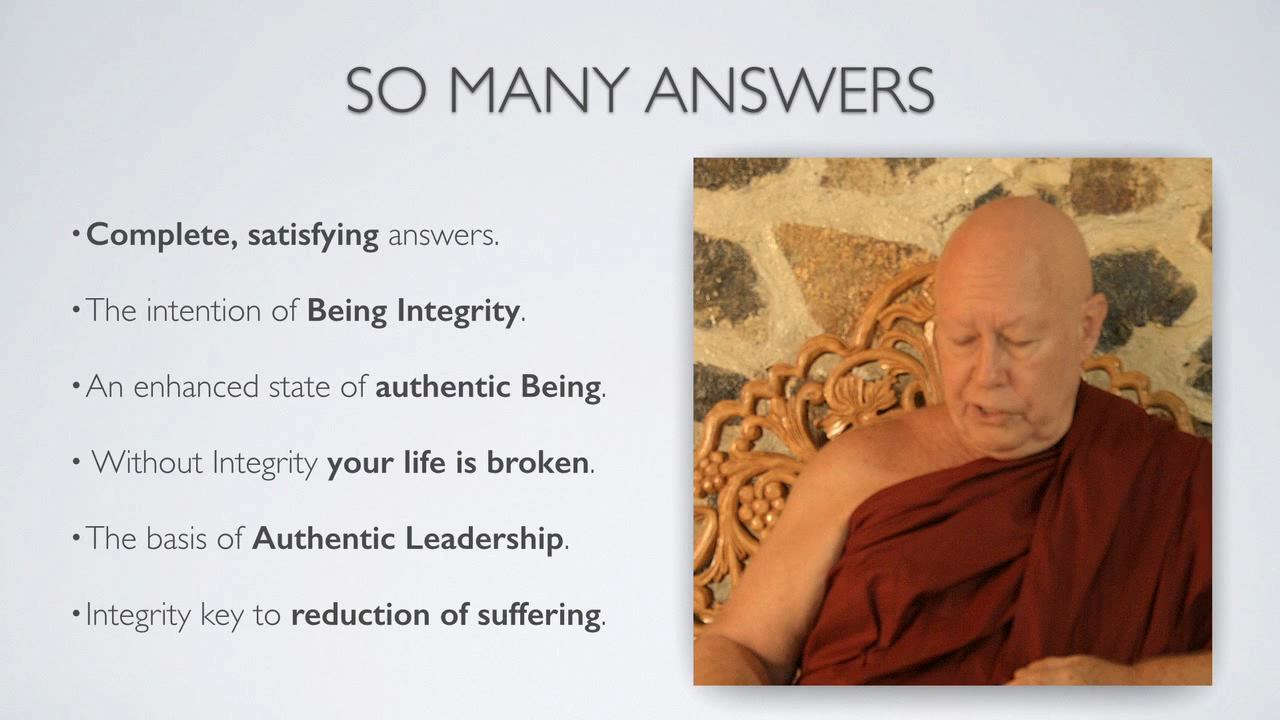 SO MANY ANSWERS
• Complete, satisfying answers.
• The intention of Being Integrity.
• An enhanced state of authentic Being.
• Without Integrity your life is broken.
• The basis of Authentic Leadership.
• Integrity key to reduction of suffering.